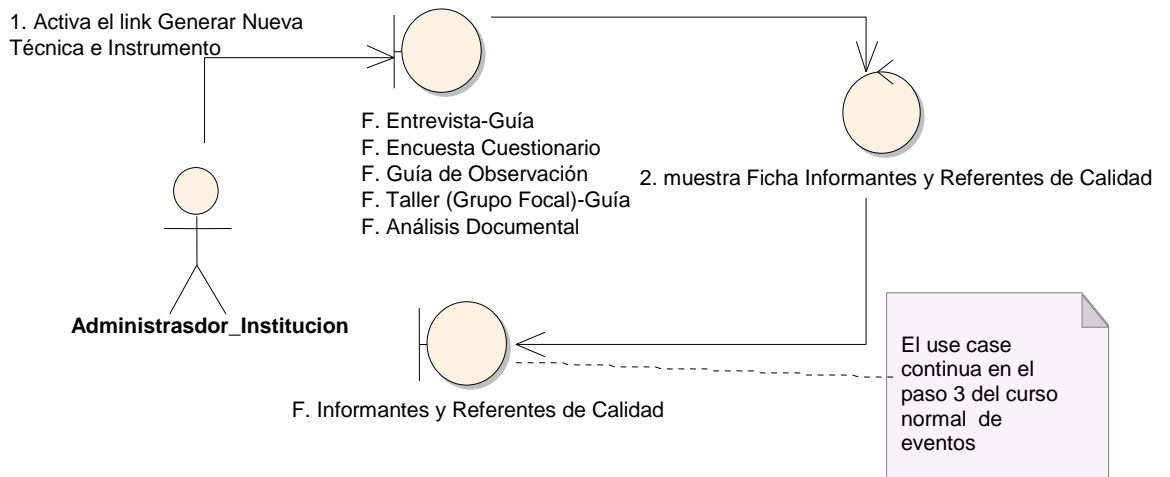 1. Activa el link Generar Nueva
Técnica e Instrumento
F. Entrevista-Guía
F. Encuesta Cuestionario
F. Guía de Observación
F. Taller (Grupo Focal)-Guía
F. Análisis Documental
2. muestra Ficha Informantes y Referentes de Calidad
Administrasdor_Institucion
F. Informantes y Referentes de Calidad
El use case
continua en el
paso 3 del curso
normal de
eventos